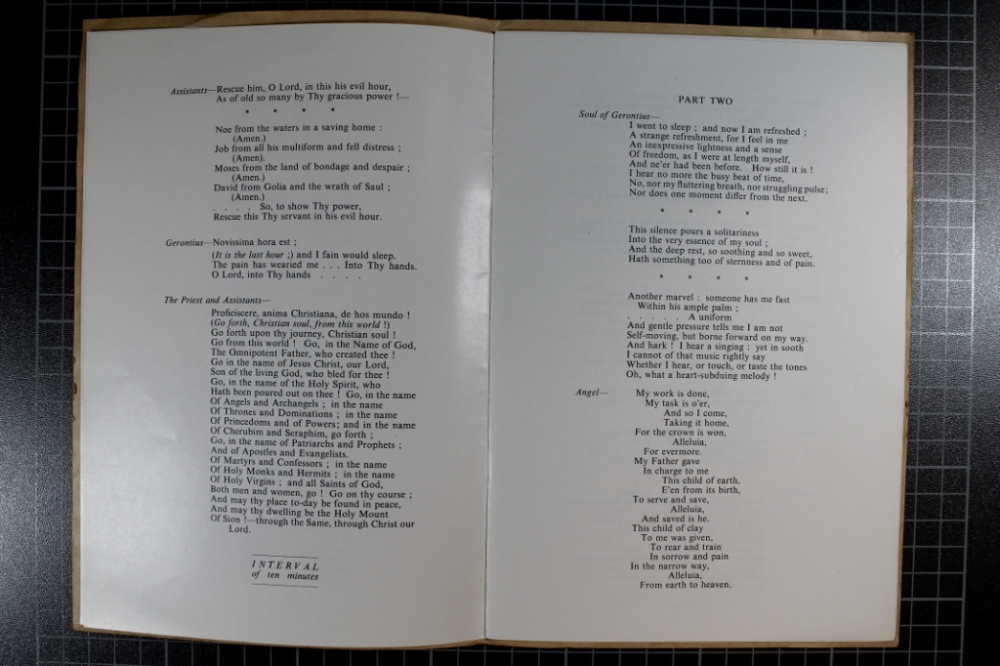 Assistants—Rescue him, O Lord, in this his evil hour,
As of old so many by Thy gracious power !—
* * * *
Noe from the waters in a saving home :
(Amen.)
Job from all his multiform and fell distress ;
(Amen).
Moses from the land of bondage and despair ;
(Amen.)
David from Golia and the wrath of Saul ;
(Amen.)
. . . . So, to show Thy power,
Rescue this Thy servant in his evil hour.
Gerontius—Novissima hora est ;
(It is the last hour ;) and I fain would sleep.
The pain has wearied me . . . Into Thy hands.
O Lord, into Thy hands . . . .
The Priest and Assistants—
Proficiscere, anima Christiana, de hos mundo !
(Go forth, Christian soul, from this world !)
Go forth upon thy journey, Christian soul !
Go from this world ! Go, in the Name of God,
The Omnipotent Father, who created thee !
Go in the name of Jesus Christ, our Lord,
Son of the living God, who bled for thee !
Go, in the name of the Holy Spirit, who
Hath been poured out on thee ! Go, in the name
Of Angels and Archangels ; in the name
Of Thrones and Dominations ; in the name
Of Princedoms and of Powers; and in the name
Of Cherubim and Seraphim, go forth ;
Go, in the name of Patriarchs and Prophets ;
And of Apostles and Evangelists.
Of Martyrs and Confessors ; in the name
Of Holy Monks and Hermits ; in the name
Of Holy Virgins ; and all Saints of God,
Both men and women, go ! Go on thy course ;
And may thy place to-day be found in peace,
And may thy dwelling be the Holy Mount
Of Sion !—through the Same, through Christ our
Lord.
INTERVAL
of ten minutes
PART TWO
Soul of Gerontius—
I went to sleep ; and now I am refreshed ;
A strange refreshment, for I feel in me
An inexpressive lightness and a sense
Of freedom, as I were at length myself,
And ne'er had been before. How still it is !
I hear no more the busy beat of time,
No, nor my fluttering breath, nor struggling pulse;
Nor does one moment differ from the next.
* * * *
This silence pours a solitariness
Into the very essence of my soul ;
And the deep rest, so soothing and so sweet,
Hath something too of sternness and of pain.
* * * *
Another marvel : someone has me fast
Within his ample palm ;
. . . . . A uniform
And gentle pressure tells me I am not
Self-moving, but borne forward on my way.
And hark ! I hear a singing : yet in sooth
I cannot of that music rightly say
Whether I hear, or touch, or taste the tones
Oh, what a heart-subduing melody !
Angel— My work is done,
My task is o'er,
And so I come,
Taking it home,
For the crown is won,
Alleluia,
For evermore.
My Father gave
In charge to me
This child of earth,
E'en from its birth,
To serve and save,
Alleluia,
And saved is he.
This child of clay
To me was given,
To rear and train
In sorrow and pain
In the narrow way,
Alleluia,
From earth to heaven.